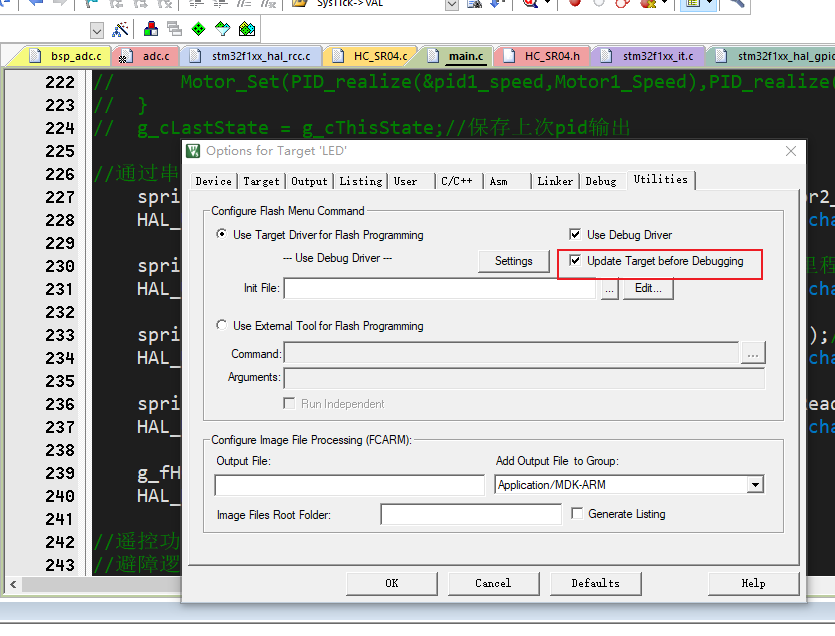 SysTick->VAL
bsp_adc.c adc.c stm32f1xx_hal_rcc.c HC_SR04.c main.c HC_SR04.h stm32f1xx_it.c stm32f1xx_hal_gpio
222 // Motor_Set(PID_realize(&pid1_speed,Motor1_Speed),PID_realize(
223 // }
224 // g_cLastState = g_cThisState;//保存上次pid输出
225
226 //通过串
227 spri
228 HAL_ cha
229
230 spri 里程
231 HAL_ cha
232
233 spri );/
234 HAL_ cha
235
236 spri ead
237 HAL_ cha
238
239 g_fH
240 HAL_
241
242 //遥控功
243 //避障逻
Options for Target 'LED'
Device Target Output Listing User C/C++ Asm Linker Debug Utilities
Configure Flash Menu Command
Use Target Driver for Flash Programming
Use Debug Driver
--- Use Debug Driver ---
Settings
Update Target before Debugging
Init File:
...
Edit...
Use External Tool for Flash Programming
Command:
...
Arguments:
Run Independent
Configure Image File Processing (FCARM):
Output File:
Add Output File to Group:
Application/MDK-ARM
Image Files Root Folder:
Generate Listing
OK Cancel Defaults Help